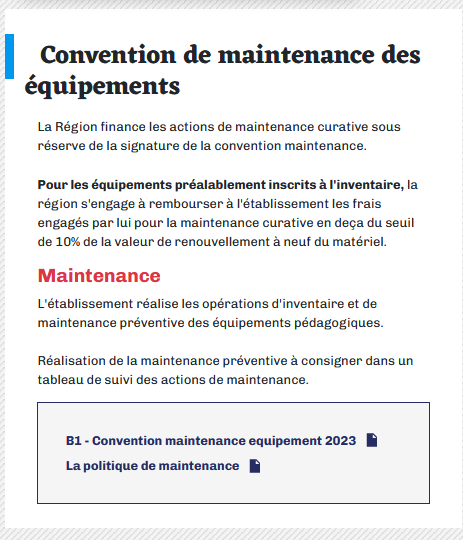 Convention de maintenance des
équipements
La Région finance les actions de maintenance curative sous
réserve de la signature de la convention maintenance.
Pour les équipements préalablement inscrits à l'inventaire, la
région s'engage à rembourser à l'établissement les frais
engagés par lui pour la maintenance curative en deça du seuil
de 10% de la valeur de renouvellement à neuf du matériel.
Maintenance
L'établissement réalise les opérations d'inventaire et de
maintenance préventive des équipements pédagogiques.
Réalisation de la maintenance préventive à consigner dans un
tableau de suivi des actions de maintenance.
B1 - Convention maintenance equipement 2023
La politique de maintenance